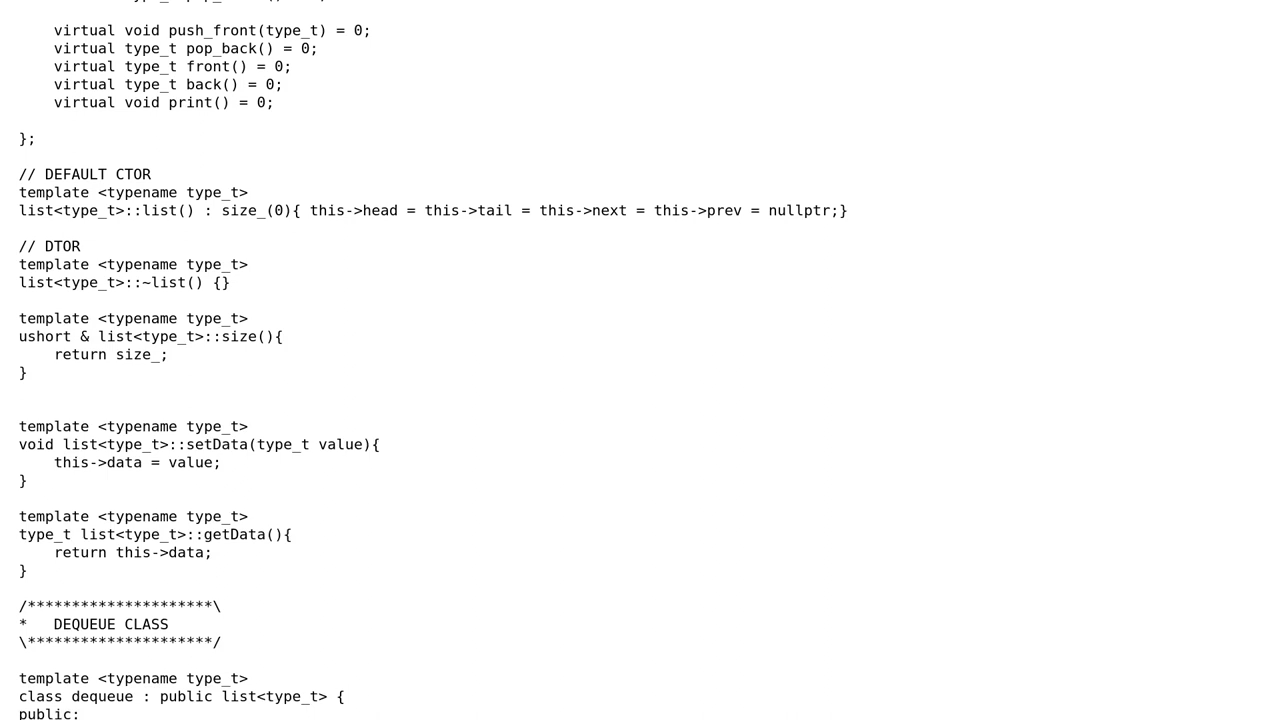 virtual void push_front(type_t) = 0;
virtual type_t pop_back() = 0;
virtual type_t front() = 0;
virtual type_t back() = 0;
virtual void print() = 0;
};
// DEFAULT CTOR
template <typename type_t>
list<type_t>::list() : size_(0){ this->head = this->tail = this->next = this->prev = nullptr;}
// DTOR
template <typename type_t>
list<type_t>::~list() {}
template <typename type_t>
ushort & list<type_t>::size(){
return size_;
}
template <typename type_t>
void list<type_t>::setData(type_t value){
this->data = value;
}
template <typename type_t>
type_t list<type_t>::getData(){
return this->data;
}
/*********************\
* DEQUEUE CLASS
\*********************/
template <typename type_t>
class dequeue : public list<type_t> {
public: